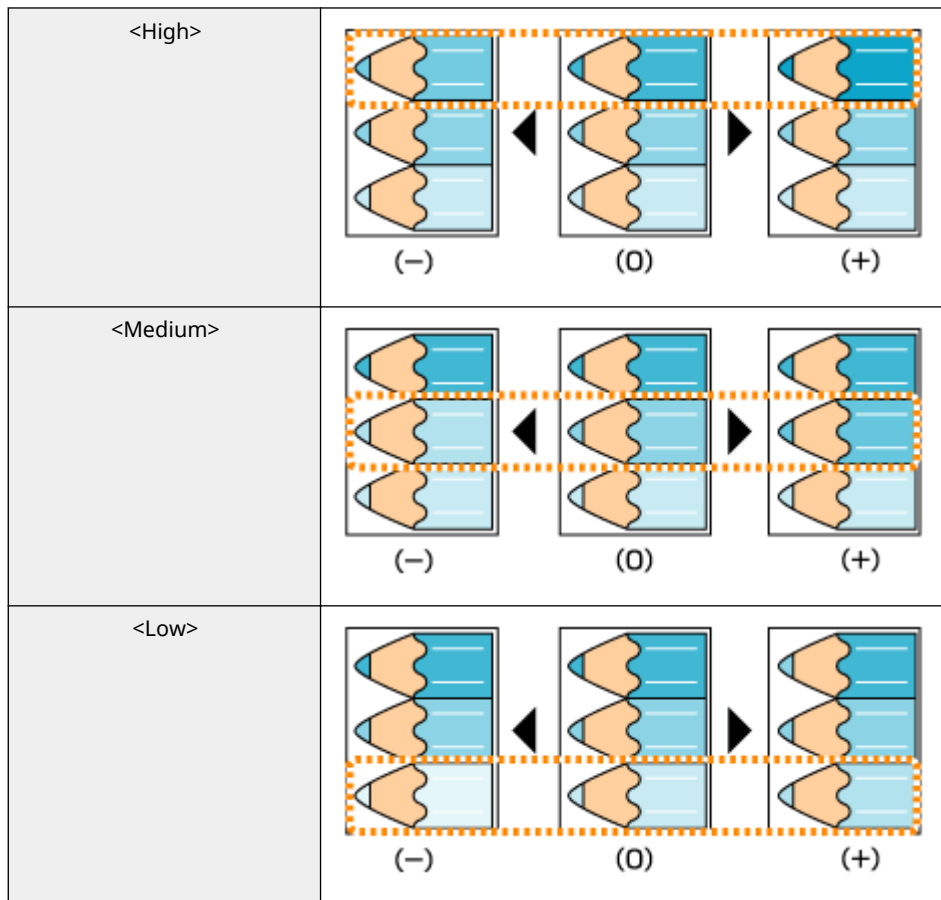 <High>
(−) (0) (+)
<Medium>
(−) (0) (+)
<Low>
(−) (0) (+)